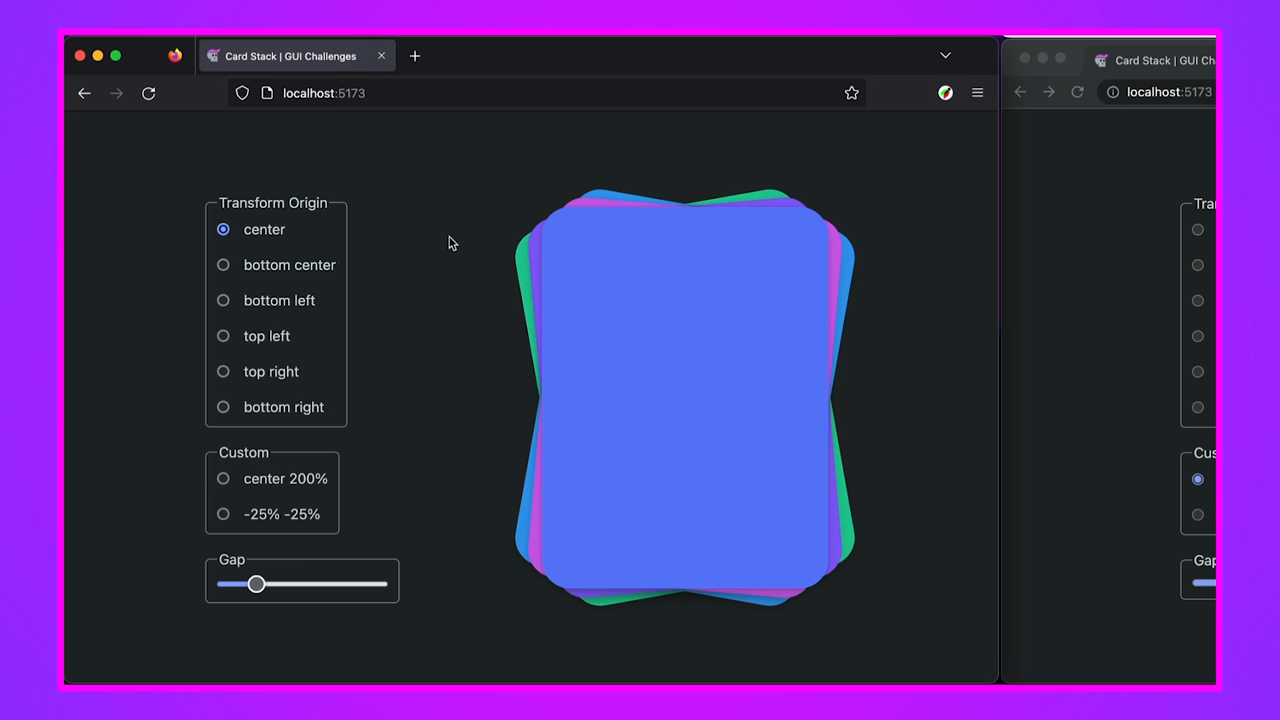 Card Stack | GUI Challenges
localhost:5173
Transform Origin
center
bottom center
bottom left
top left
top right
bottom right
Custom
center 200%
-25% -25%
Gap
Card Stack | GUI Ch
localhost:5173
Tra
Cus
Gap